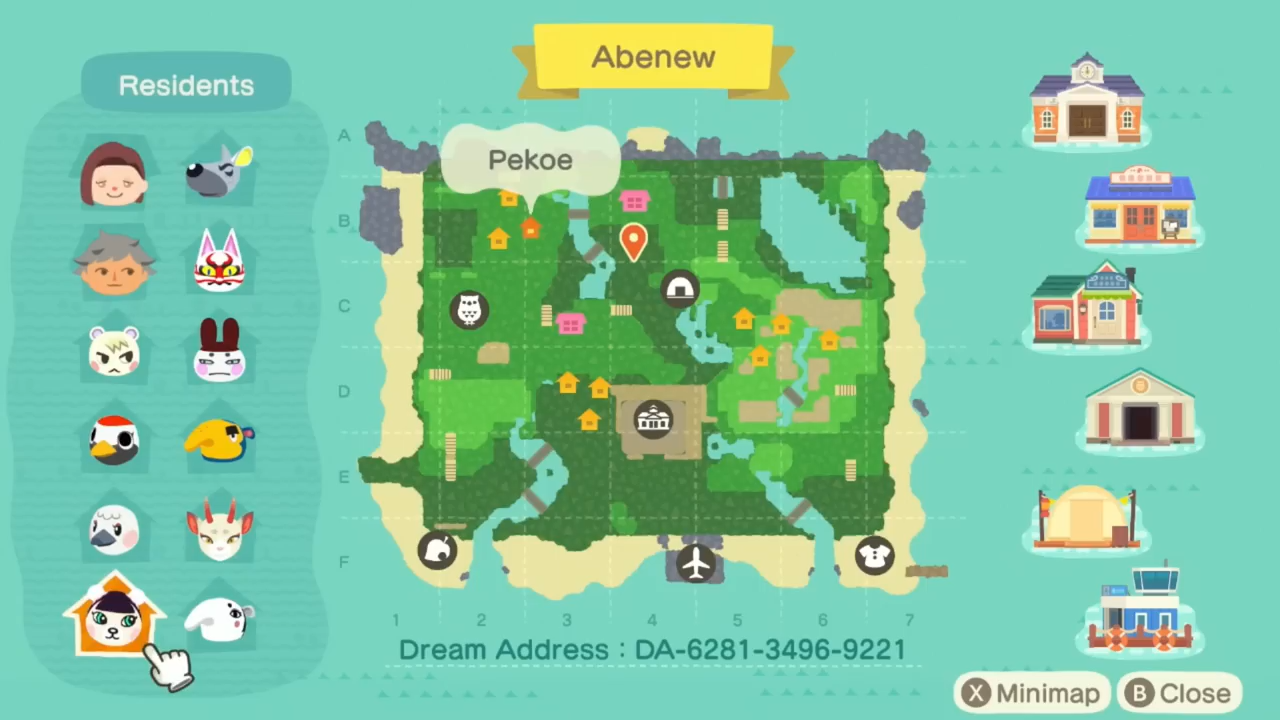 Abenew
Residents
Pekoe
A
B
C
D
E
F
1 2 3 4 5 6 7
Dream Address : DA-6281-3496-9221
X Minimap B Close